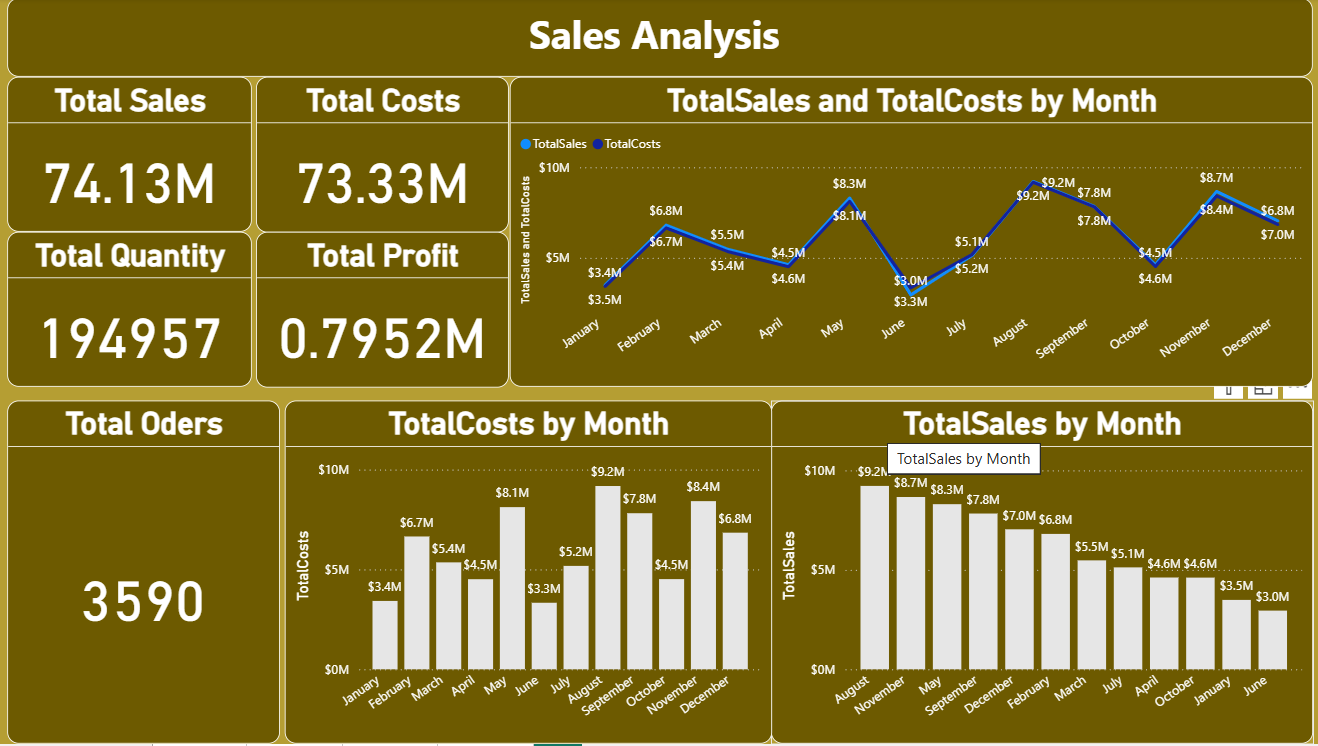 Sales Analysis
Total Sales
74.13M
Total Costs
73.33M
Total Quantity
194957
Total Profit
0.7952M
TotalSales and TotalCosts by Month
TotalSales TotalCosts
TotalSales and TotalCosts
$10M
$5M
$3.4M
$3.5M
$6.8M
$6.7M
$5.5M
$5.4M
$4.5M
$4.6M
$8.3M
$8.1M
$3.0M
$3.3M
$5.1M
$5.2M
$9.2M
$9.2M
$7.8M
$7.8M
$4.5M
$4.6M
$8.7M
$8.4M
$6.8M
$7.0M
January February March April May June July August September October November December
Total Oders
3590
TotalCosts by Month
TotalCosts
$10M
$5M
$0M
$3.4M $6.7M $5.4M $4.5M $8.1M $3.3M $5.2M $9.2M $7.8M $4.5M $8.4M $6.8M
January February March April May June July August September October November December
TotalSales by Month
TotalSales by Month
TotalSales
$10M
$5M
$0M
$9.2M $8.7M $8.3M $7.8M $7.0M $6.8M $5.5M $5.1M $4.6M $4.6M $3.5M $3.0M
August November May September December February March July April October January June